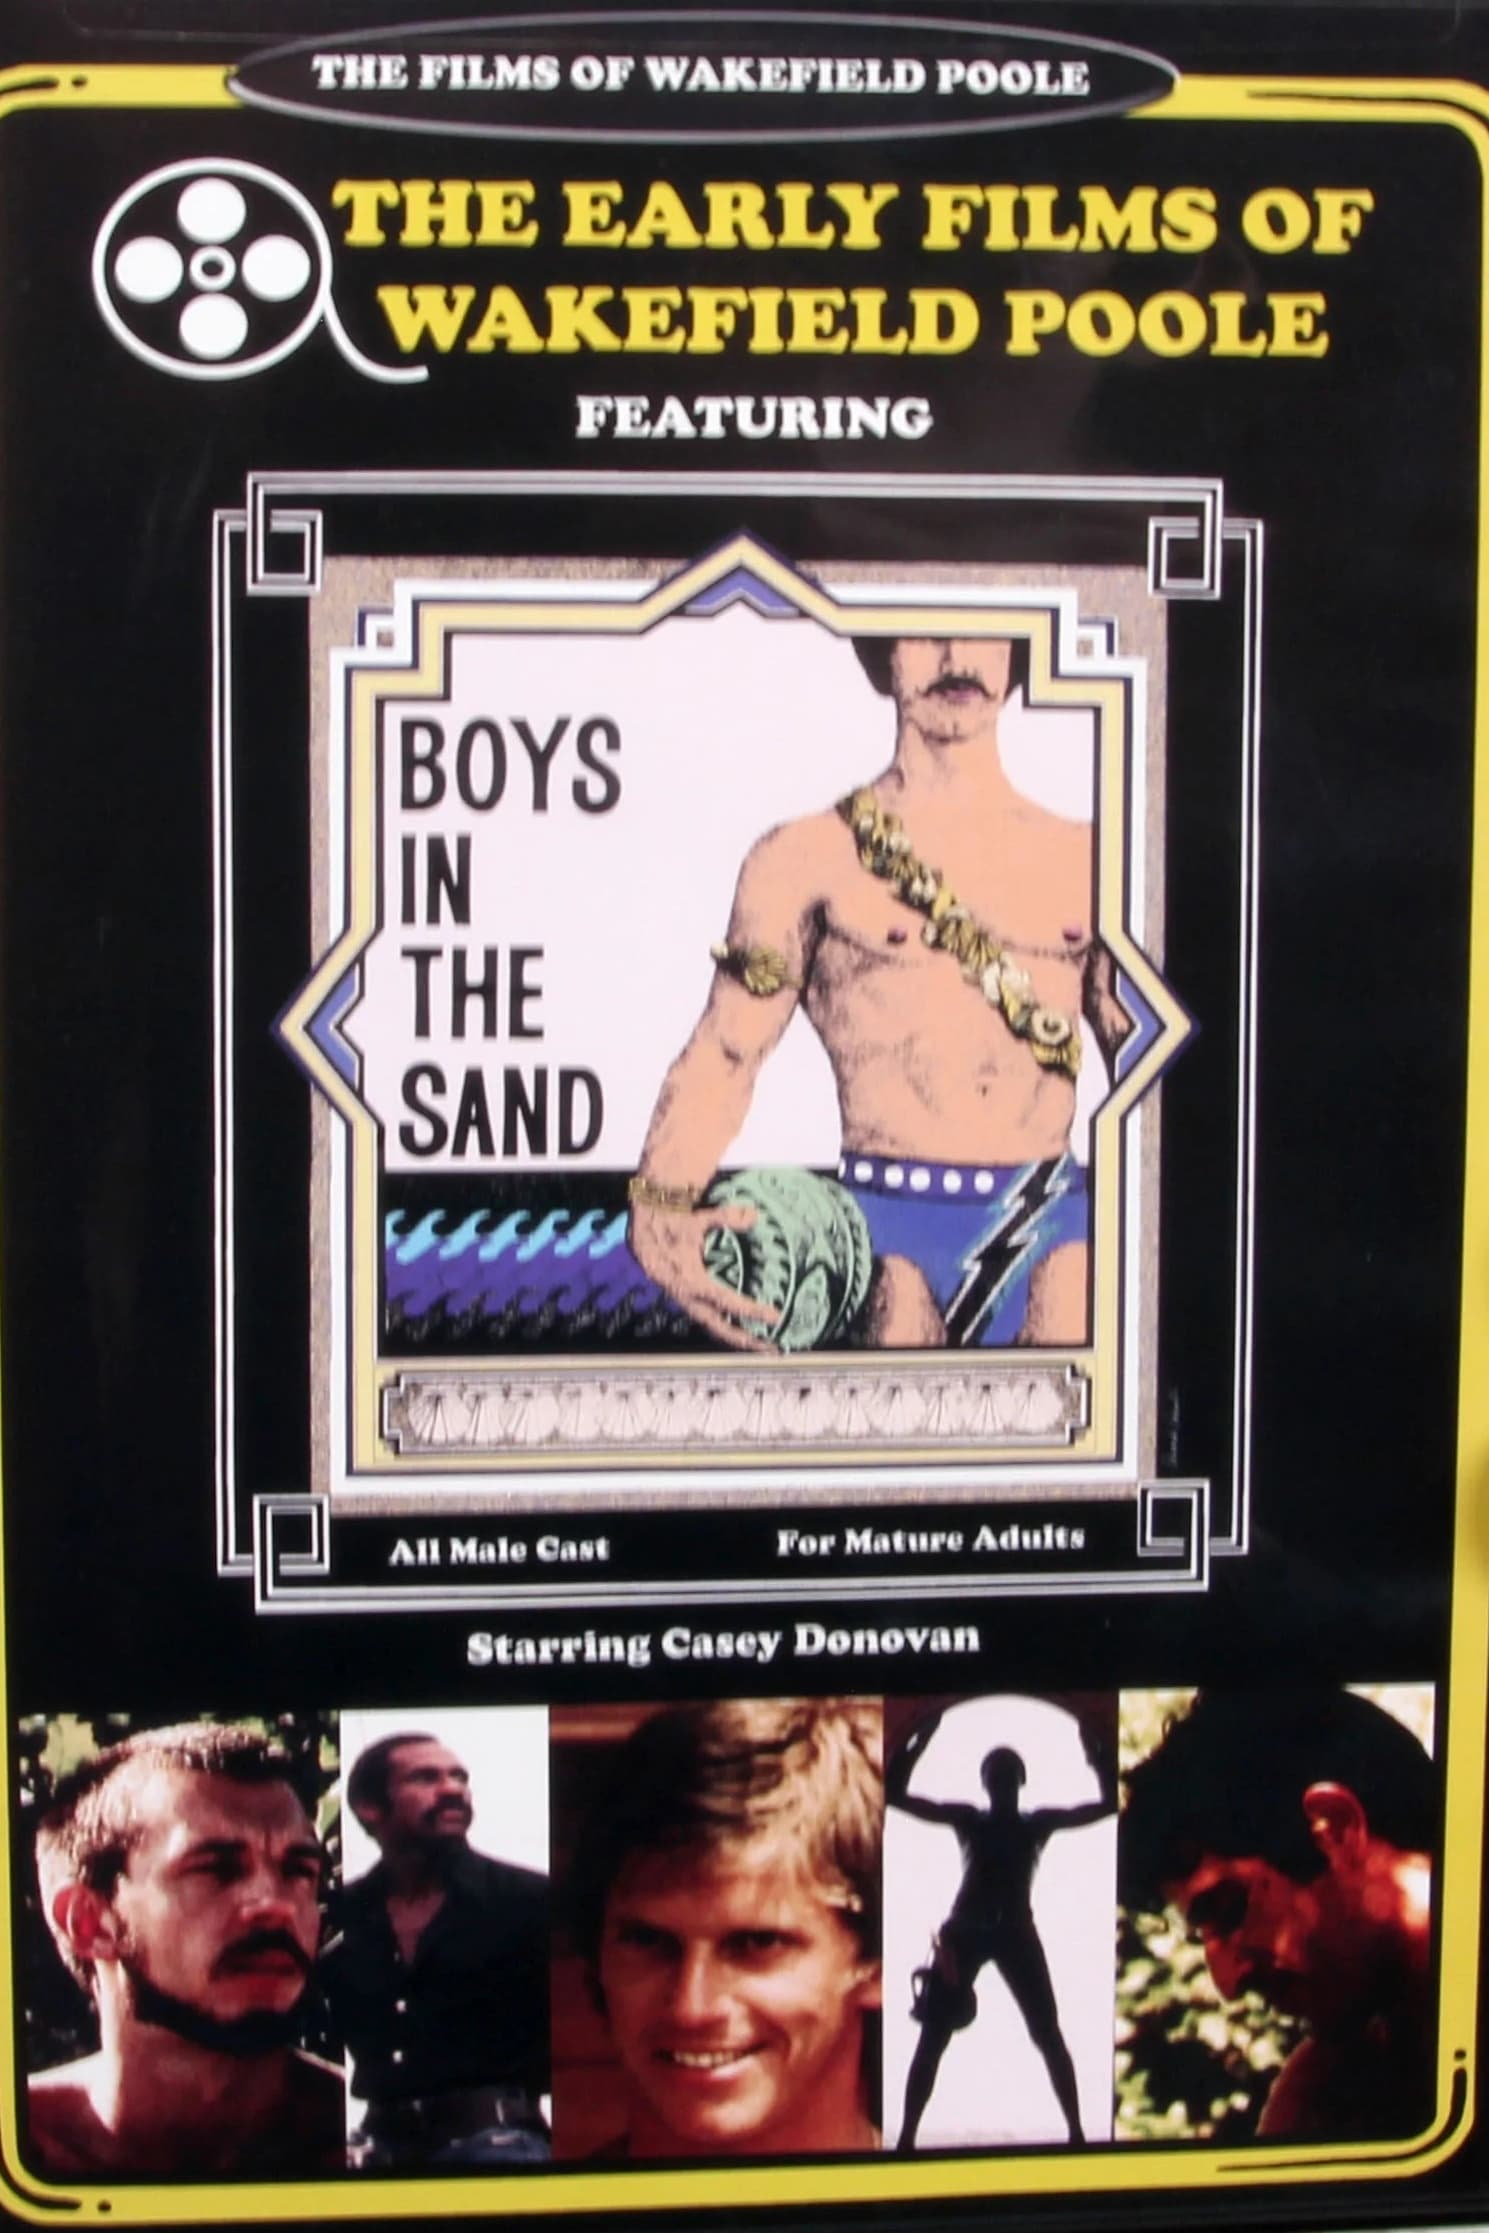 THE FILMS OF WAKEFIELD POOLE
THE EARLY FILMS OF
WAKEFIELD POOLE
FEATURING
BOYS
IN
THE
SAND
All Male Cast For Mature Adults
Starring Casey Donovan